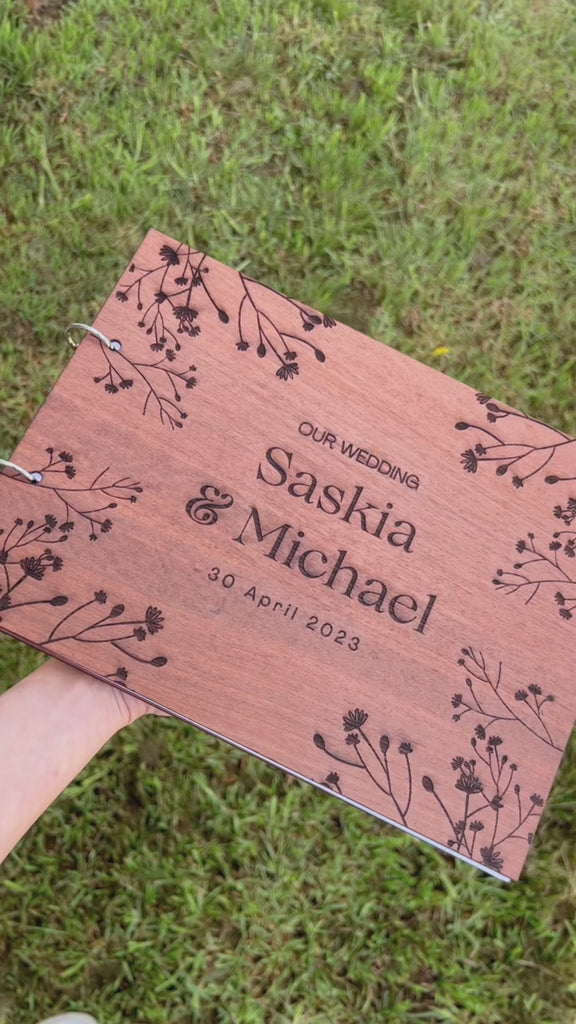 OUR WEDDING
Saskia
& Michael
30 April 2023